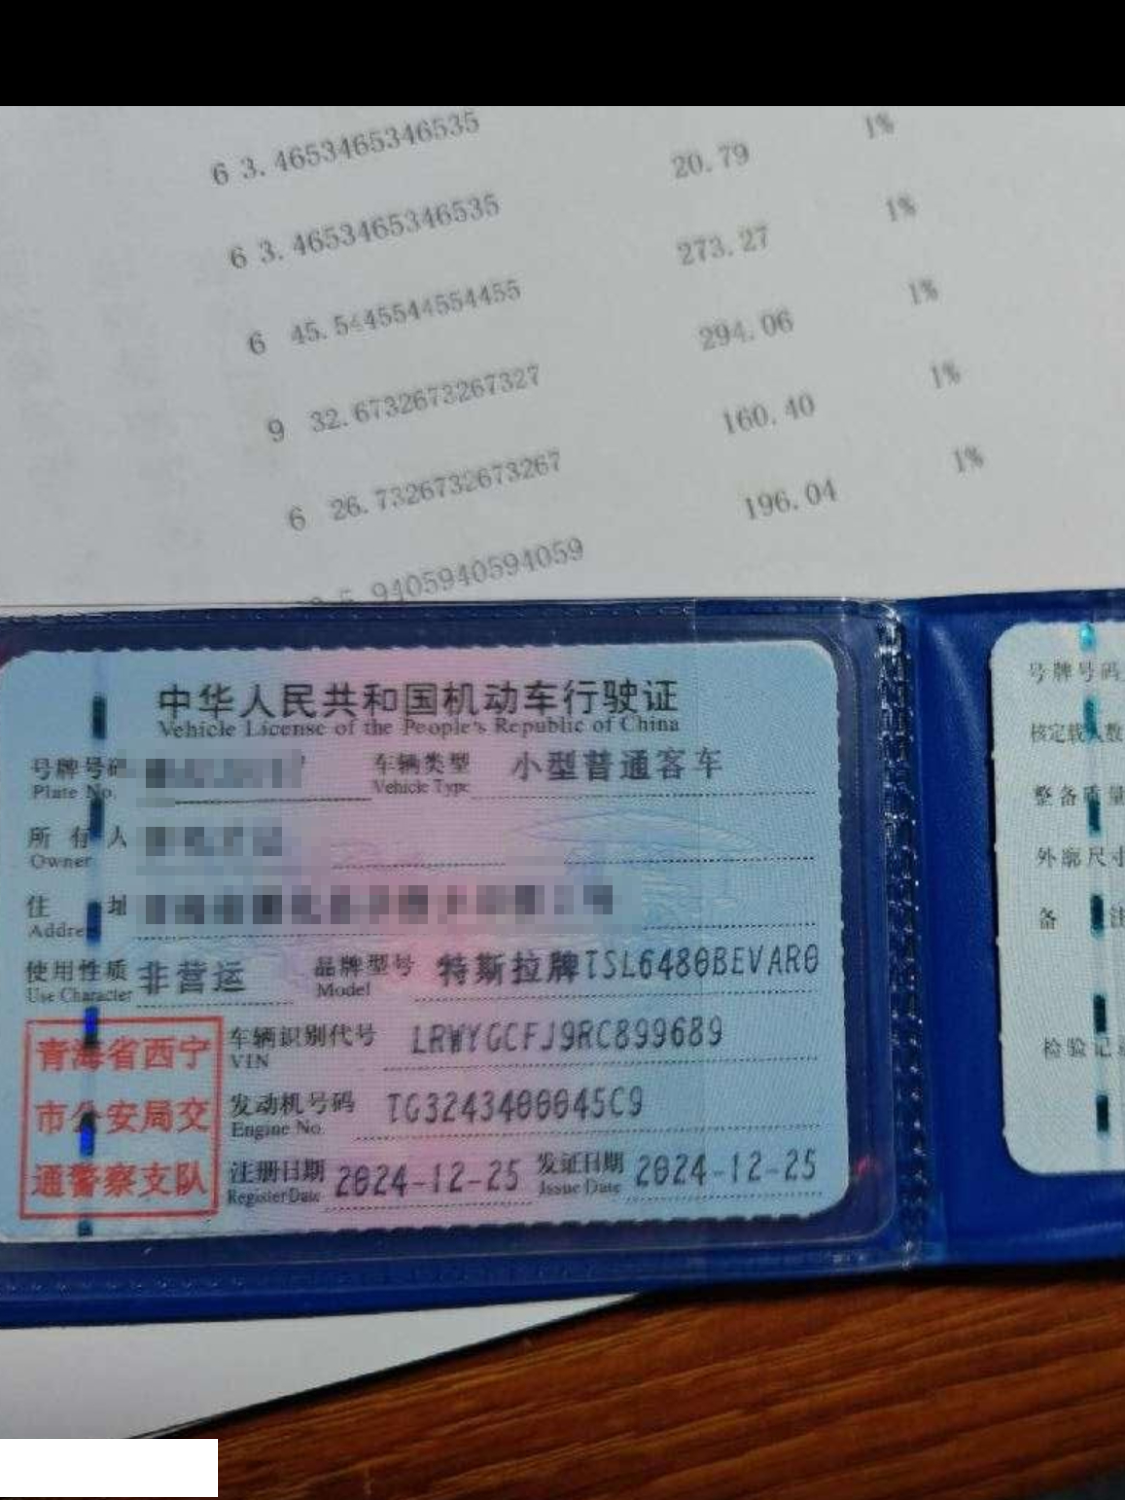 6 3.4653465346535 20.79 1%
6 3.4653465346535 273.27 1%
6 45.5445544554455 294.06 1%
9 32.6732673267327 160.40 1%
6 26.7326732673267 196.04 1%
9405940594059
中华人民共和国机动车行驶证
Vehicle License of the People's Republic of China
号牌号码 车辆类型 小型普通客车
Plate No. Vehicle Type
所有人
Owner
住址
Address
使用性质 非营运 品牌型号 特斯拉牌TSL6480BEVAR0
Use Character Model
青海省西宁
市公安局交
通警察支队
车辆识别代号 LRWYGCFJ9RC899689
VIN
发动机号码 TG3243400045C9
Engine No.
注册日期 2024-12-25 发证日期 2024-12-25
Register Date Issue Date
号牌号码
核定载人数
整备质量
外廓尺寸
备注
检验记录